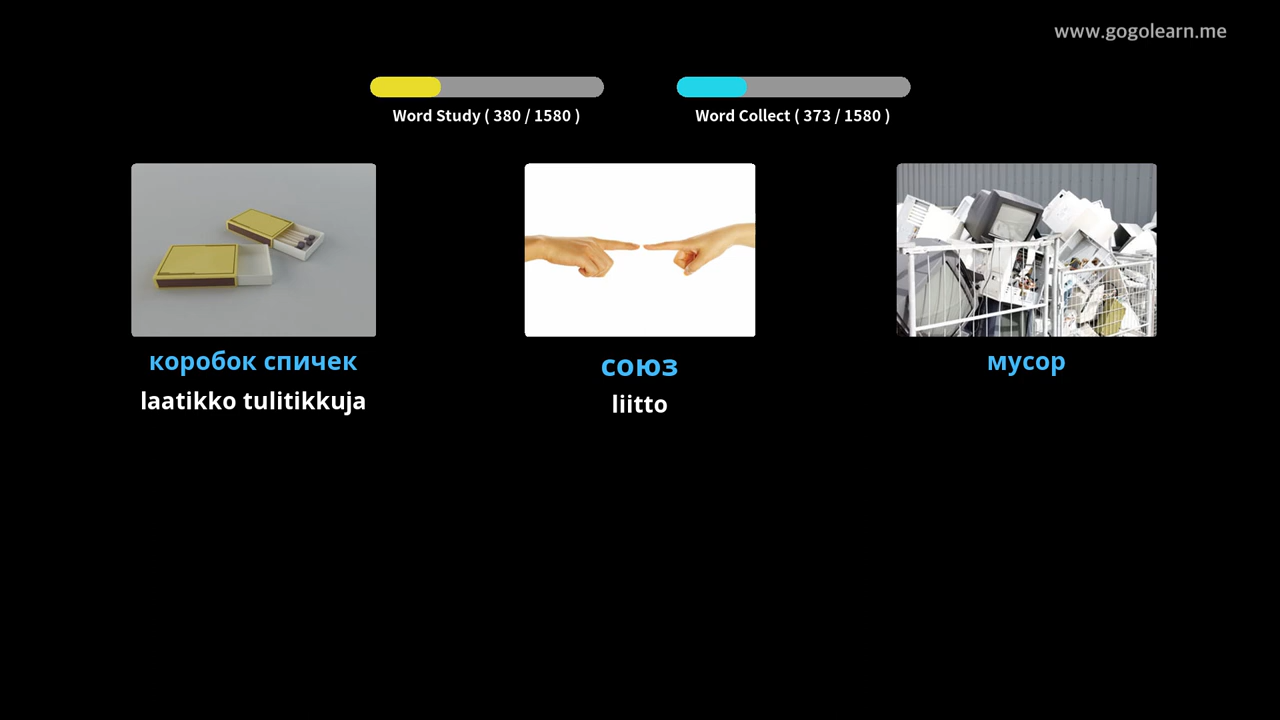 www.gogolearn.me
Word Study ( 380 / 1580 )
Word Collect ( 373 / 1580 )
коробок спичек
laatikko tulitikkuja
союз
liitto
мусор